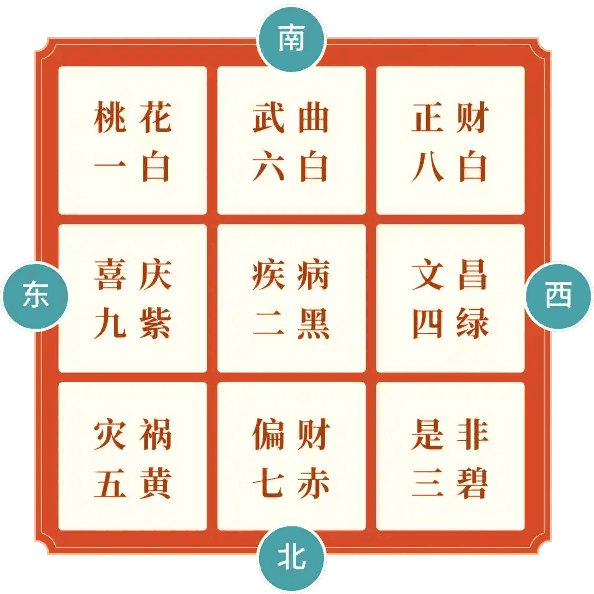 南
桃花
一白
武曲
六白
正财
八白
东
喜庆
九紫
疾病
二黑
文昌
四绿
西
灾祸
五黄
偏财
七赤
是非
三碧
北